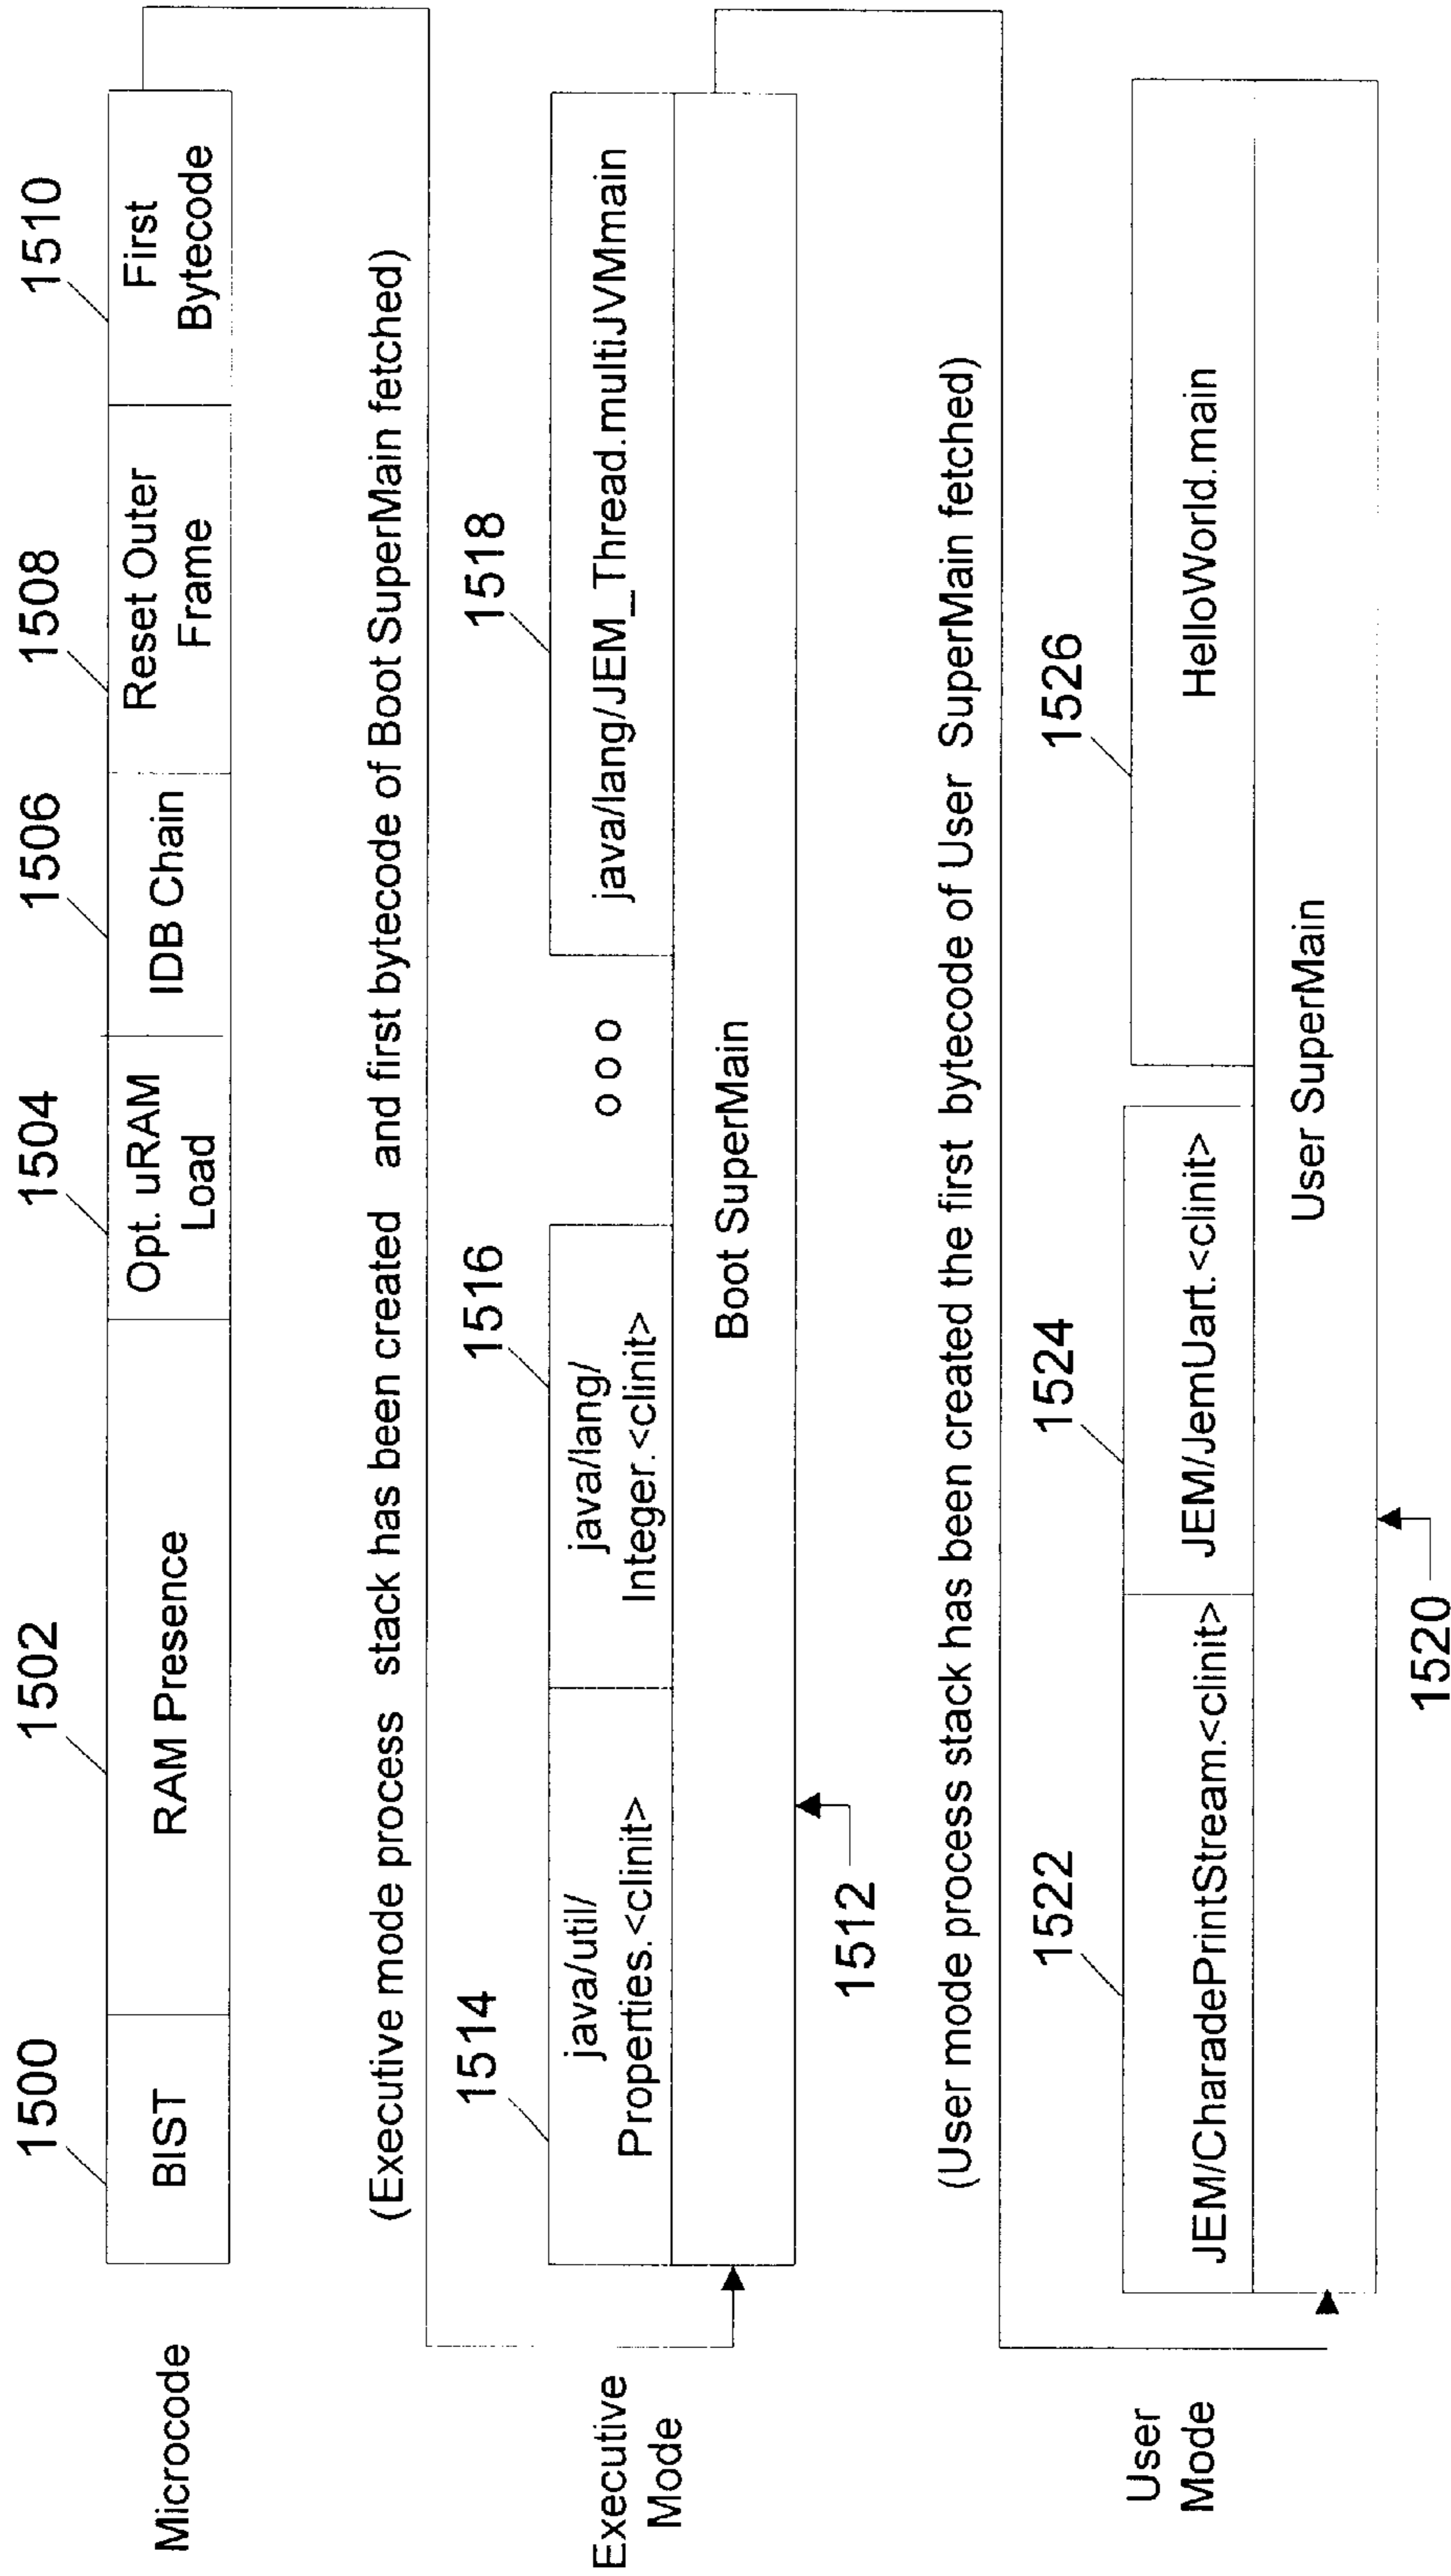 1500
1502
1504
1506
1508
1510
Microcode
BIST
RAM Presence
Opt. uRAM
Load
IDB Chain
Reset Outer
Frame
First
Bytecode
(Executive mode process stack has been created and first bytecode of Boot SuperMain fetched)
1514
1516
1518
Executive
Mode
java/util/
Properties.<clinit>
java/lang/
Integer.<clinit>
o o o
java/lang/JEM_Thread.multiJVMmain
Boot SuperMain
1512
(User mode process stack has been created the first bytecode of User SuperMain fetched)
1522
1524
1526
User
Mode
JEM/CharadePrintStream.<clinit>
JEM/JemUart.<clinit>
HelloWorld.main
User SuperMain
1520